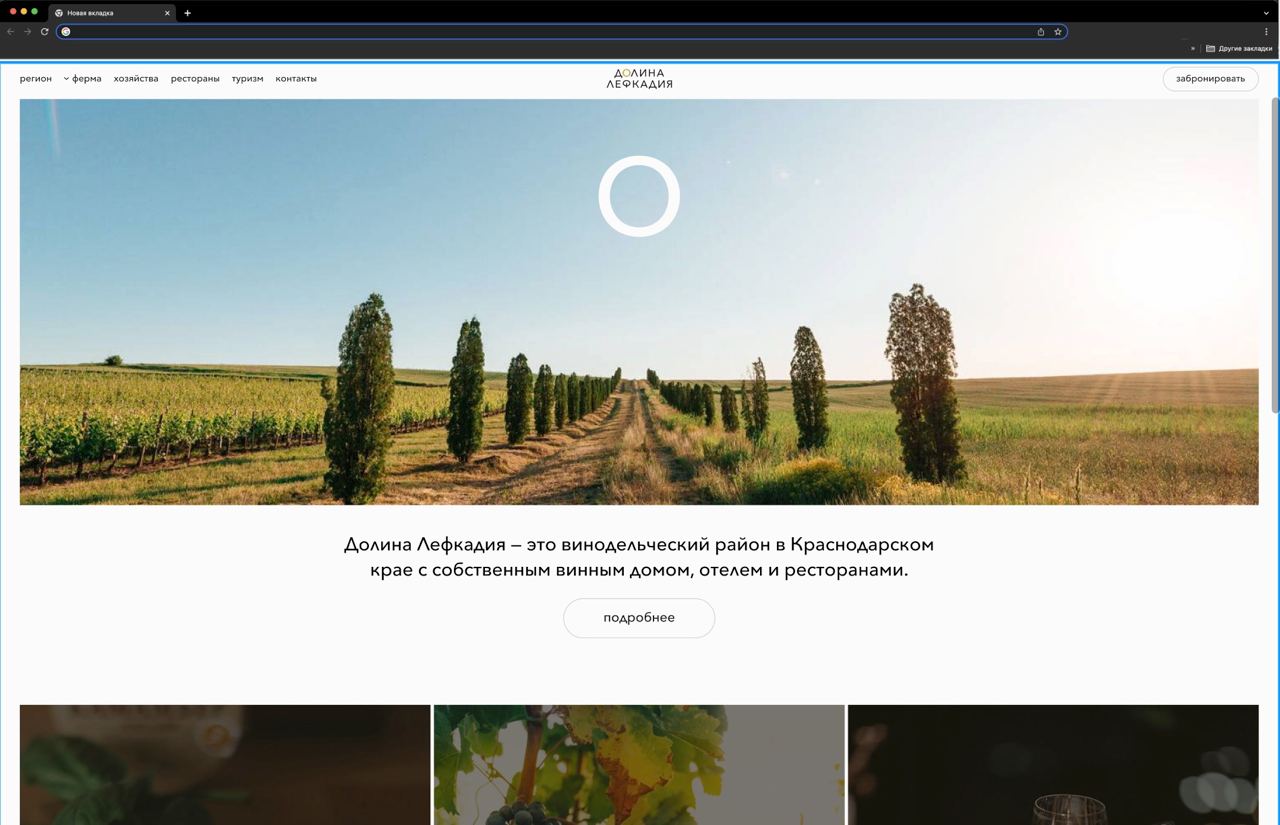 Новая вкладка
Другие закладки
регион ферма хозяйства рестораны туризм контакты
ДОЛИНА
ЛЕФКАДИЯ
забронировать
Долина Лефкадия – это винодельческий район в Краснодарском
крае с собственным винным домом, отелем и ресторанами.
подробнее